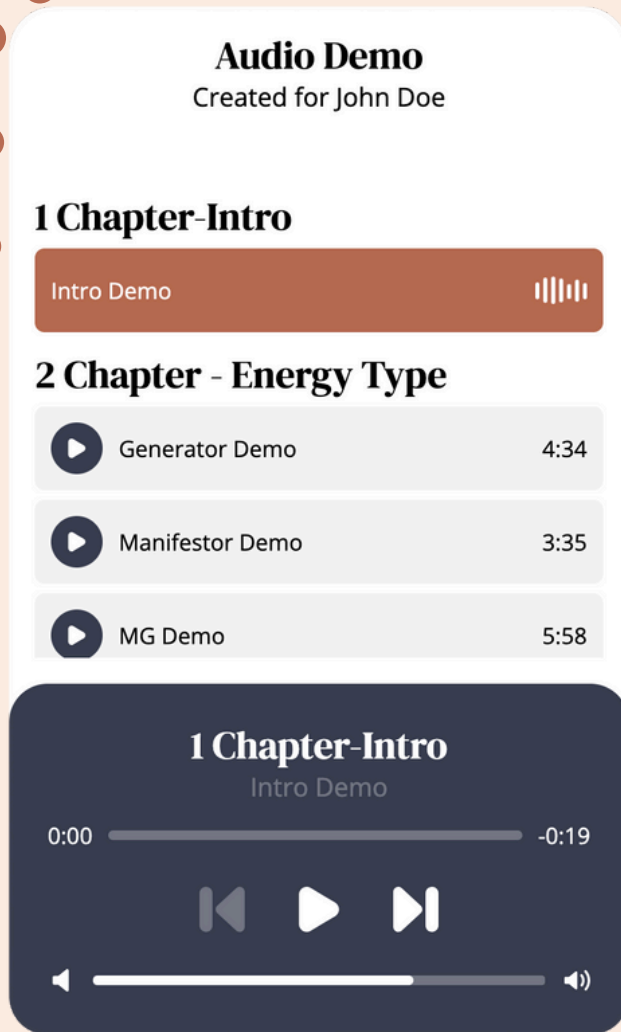 Audio Demo
Created for John Doe
1 Chapter-Intro
Intro Demo
2 Chapter - Energy Type
Generator Demo 4:34
Manifestor Demo 3:35
MG Demo 5:58
1 Chapter-Intro
Intro Demo
0:00 -0:19